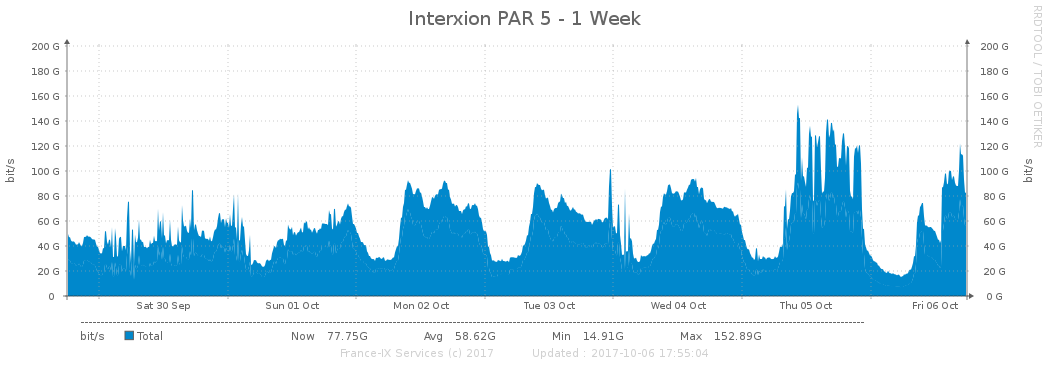 Interxion PAR 5 - 1 Week
RRDTOOL / TOBI OETIKER
bit/s
bit/s
200 G 200 G
180 G 180 G
160 G 160 G
140 G 140 G
120 G 120 G
100 G 100 G
80 G 80 G
60 G 60 G
40 G 40 G
20 G 20 G
0 0 G
Sat 30 Sep Sun 01 Oct Mon 02 Oct Tue 03 Oct Wed 04 Oct Thu 05 Oct Fri 06 Oct
bit/s Total Now 77.75G Avg 58.62G Min 14.91G Max 152.89G
France-IX Services (c) 2017 Updated : 2017-10-06 17:55:04